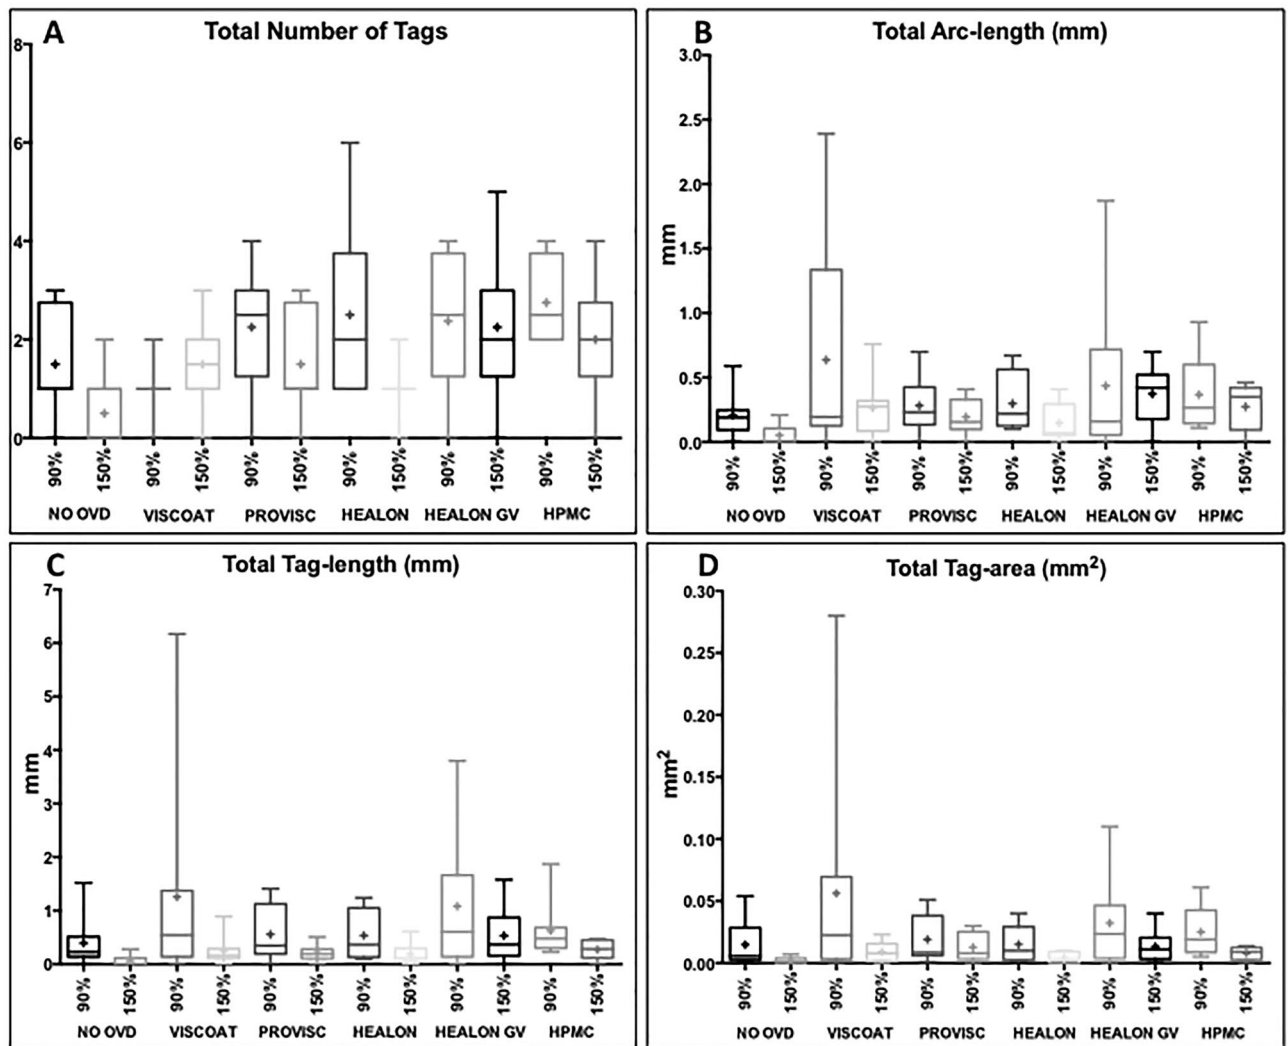 A Total Number of Tags
8
6
4
2
0
90% 150% 90% 150% 90% 150% 90% 150% 90% 150% 90% 150%
NO OVD VISCOAT PROVISC HEALON HEALON GV HPMC
B Total Arc-length (mm)
3.0
2.5
2.0
1.5
mm
1.0
0.5
0.0
90% 150% 90% 150% 90% 150% 90% 150% 90% 150% 90% 150%
NO OVD VISCOAT PROVISC HEALON HEALON GV HPMC
C Total Tag-length (mm)
7
6
5
4
mm
3
2
1
0
90% 150% 90% 150% 90% 150% 90% 150% 90% 150% 90% 150%
NO OVD VISCOAT PROVISC HEALON HEALON GV HPMC
D Total Tag-area (mm²)
0.30
0.25
0.20
mm²
0.15
0.10
0.05
0.00
90% 150% 90% 150% 90% 150% 90% 150% 90% 150% 90% 150%
NO OVD VISCOAT PROVISC HEALON HEALON GV HPMC